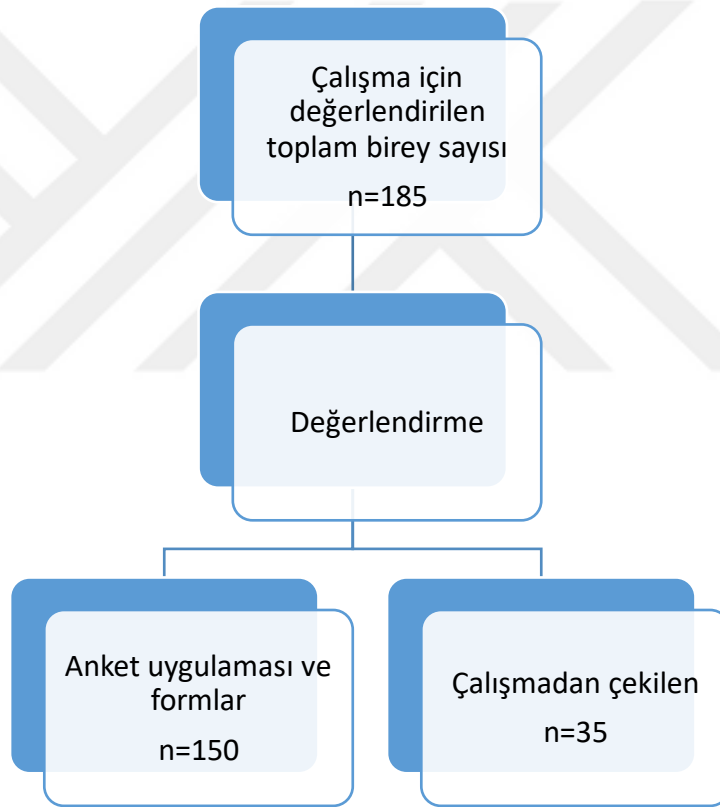 Çalışma için
değerlendirilen
toplam birey sayısı
n=185
Değerlendirme
Anket uygulaması ve
formlar
n=150
Çalışmadan çekilen
n=35